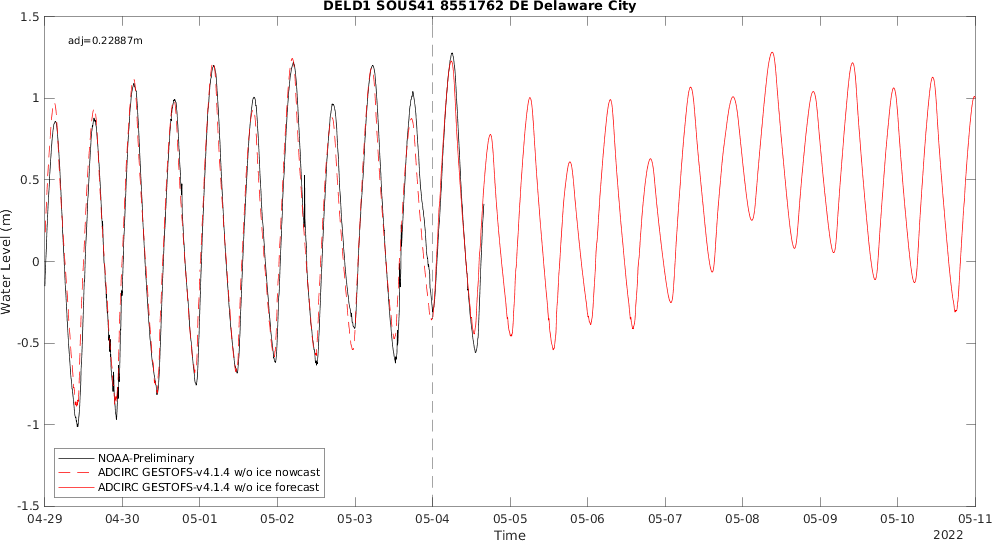 DELD1 SOUS41 8551762 DE Delaware City
adj=0.22887m
Water Level (m)
1.5
1
0.5
0
-0.5
-1
-1.5
NOAA-Preliminary
ADCIRC GESTOFS-v4.1.4 w/o ice nowcast
ADCIRC GESTOFS-v4.1.4 w/o ice forecast
04-29 04-30 05-01 05-02 05-03 05-04 05-05 05-06 05-07 05-08 05-09 05-10 05-11
Time
2022